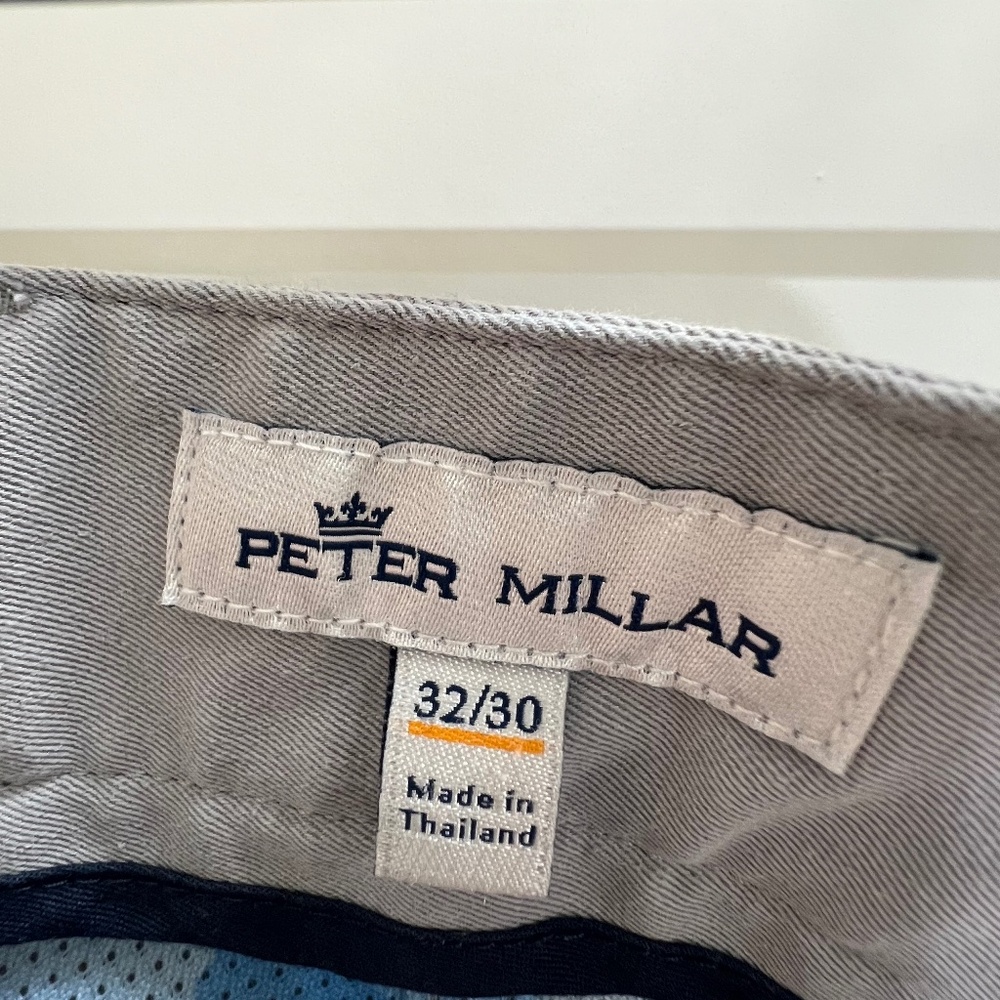 PETER MILLAR
32/30
Made in
Thailand